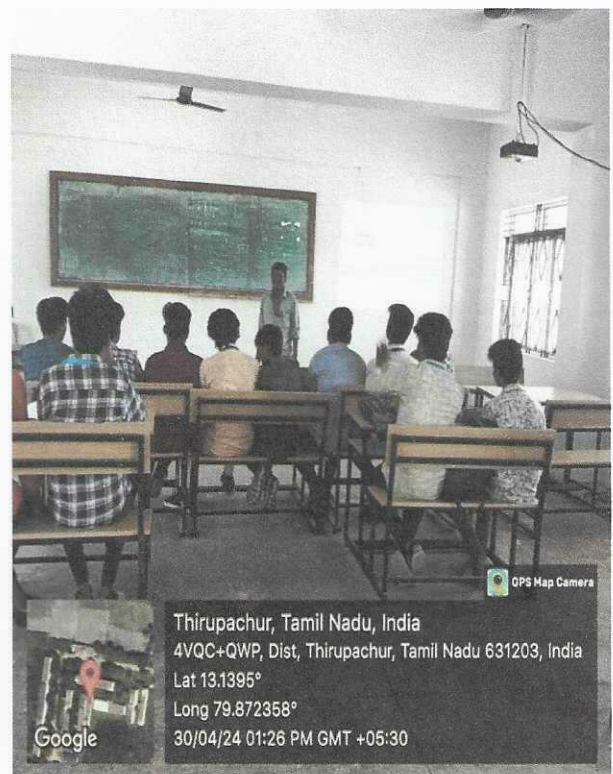 GPS Map Camera
Thirupachur, Tamil Nadu, India
4VQC+QWP, Dist, Thirupachur, Tamil Nadu 631203, India
Lat 13.1395°
Long 79.872358°
30/04/24 01:26 PM GMT +05:30
Google